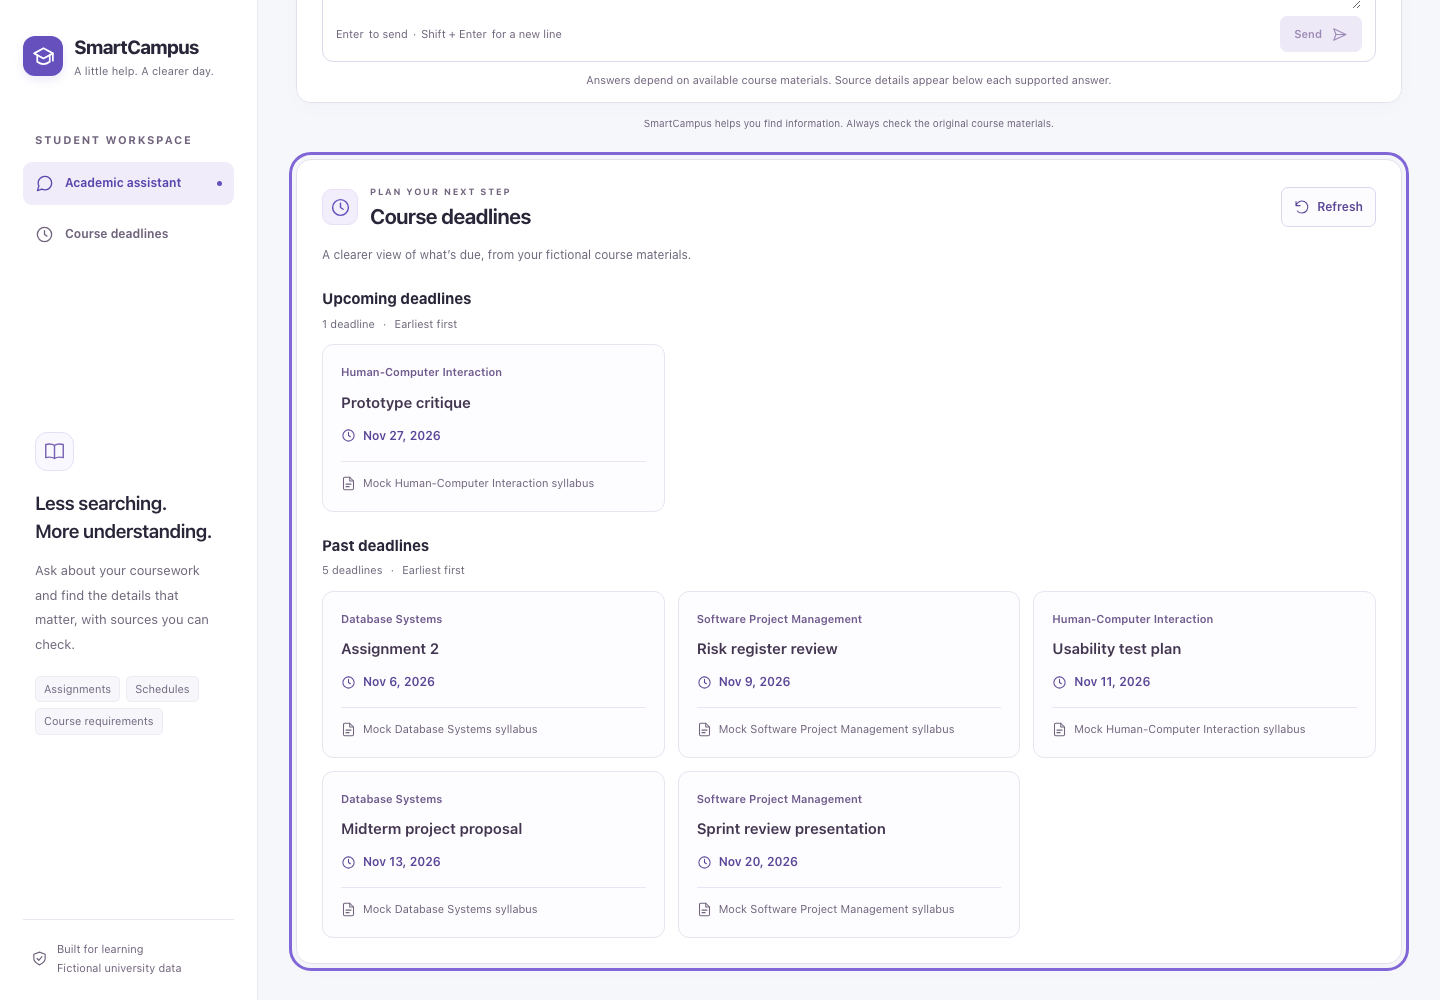 SmartCampus
A little help. A clearer day.
STUDENT WORKSPACE
Academic assistant
Course deadlines
Less searching.
More understanding.
Ask about your coursework
and find the details that
matter, with sources you can
check.
Assignments
Schedules
Course requirements
Built for learning
Fictional university data
Enter to send · Shift + Enter for a new line
Send
Answers depend on available course materials. Source details appear below each supported answer.
SmartCampus helps you find information. Always check the original course materials.
PLAN YOUR NEXT STEP
Course deadlines
Refresh
A clearer view of what's due, from your fictional course materials.
Upcoming deadlines
1 deadline · Earliest first
Human-Computer Interaction
Prototype critique
Nov 27, 2026
Mock Human-Computer Interaction syllabus
Past deadlines
5 deadlines · Earliest first
Database Systems
Assignment 2
Nov 6, 2026
Mock Database Systems syllabus
Software Project Management
Risk register review
Nov 9, 2026
Mock Software Project Management syllabus
Human-Computer Interaction
Usability test plan
Nov 11, 2026
Mock Human-Computer Interaction syllabus
Database Systems
Midterm project proposal
Nov 13, 2026
Mock Database Systems syllabus
Software Project Management
Sprint review presentation
Nov 20, 2026
Mock Software Project Management syllabus